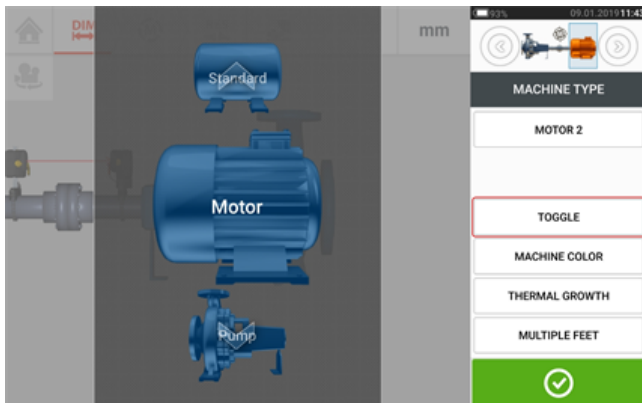 DIM
mm
Standard
Motor
Pump
93%
09.01.2019 11:43
MACHINE TYPE
MOTOR 2
TOGGLE
MACHINE COLOR
THERMAL GROWTH
MULTIPLE FEET